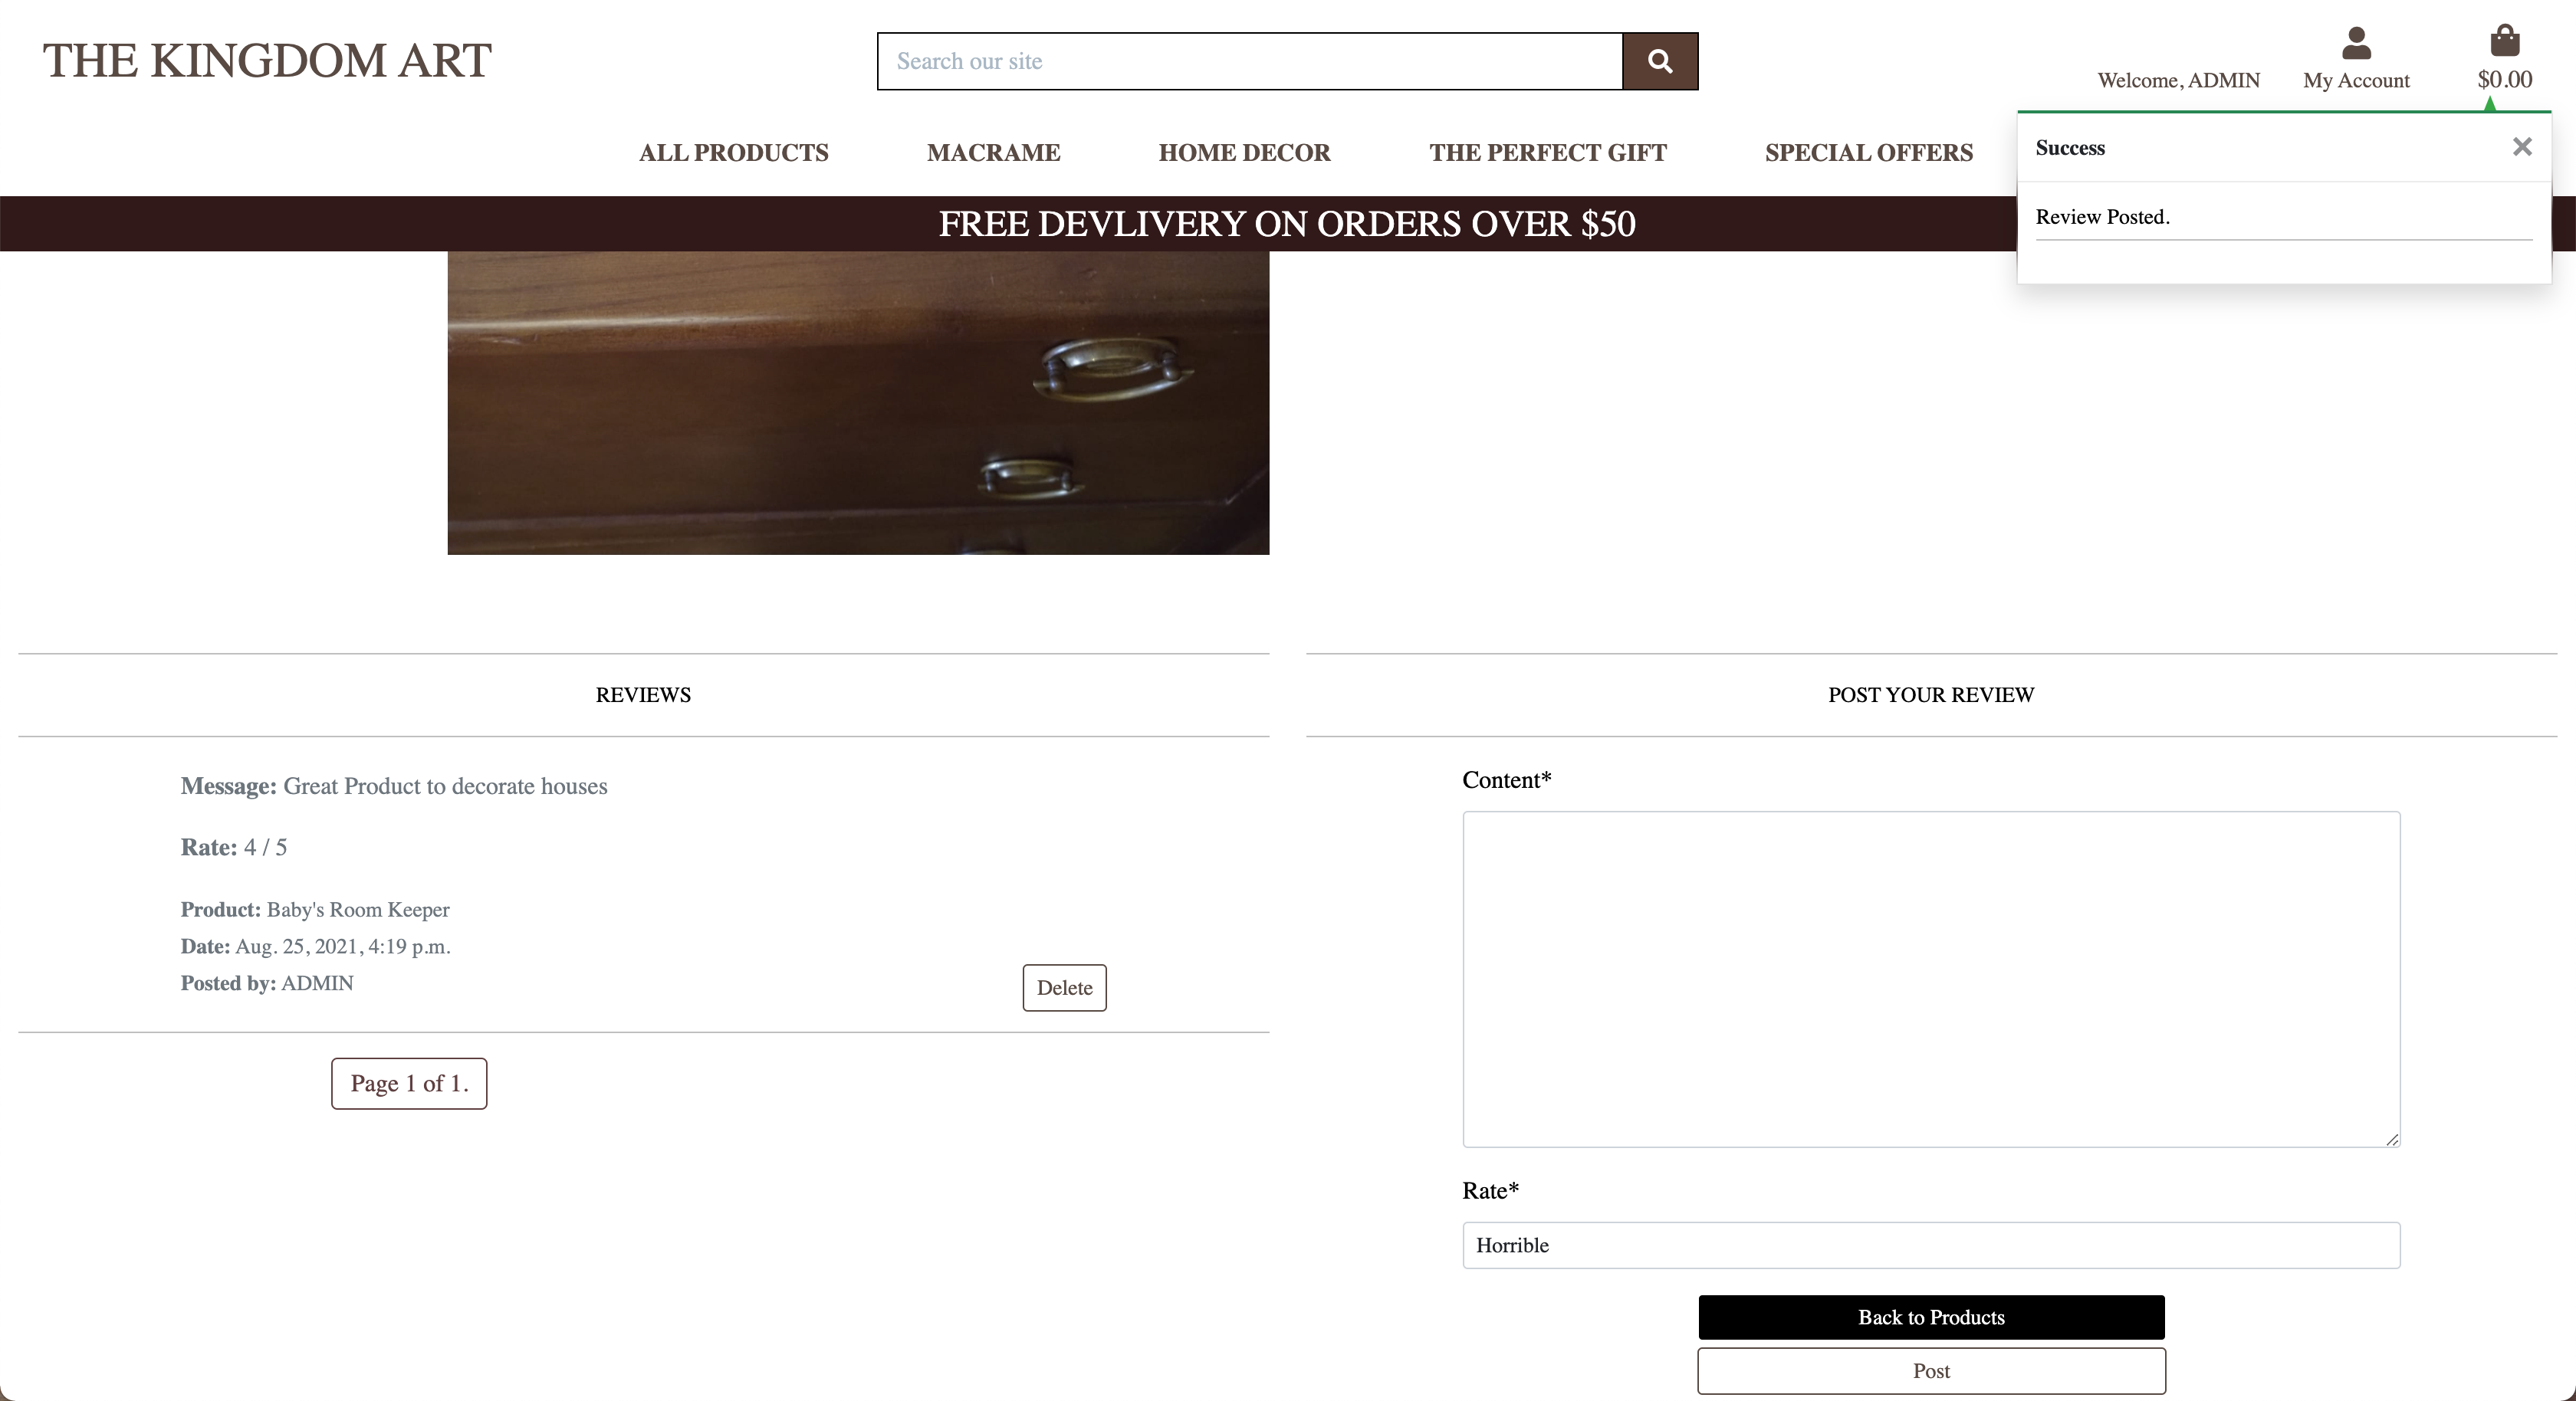 THE KINGDOM ART
Search our site
Welcome, ADMIN
My Account
$0.00
ALL PRODUCTS
MACRAME
HOME DECOR
THE PERFECT GIFT
SPECIAL OFFERS
Success
Review Posted.
FREE DEVLIVERY ON ORDERS OVER $50
REVIEWS
Message: Great Product to decorate houses
Rate: 4 / 5
Product: Baby's Room Keeper
Date: Aug. 25, 2021, 4:19 p.m.
Posted by: ADMIN
Delete
Page 1 of 1.
POST YOUR REVIEW
Content*
Rate*
Horrible
Back to Products
Post